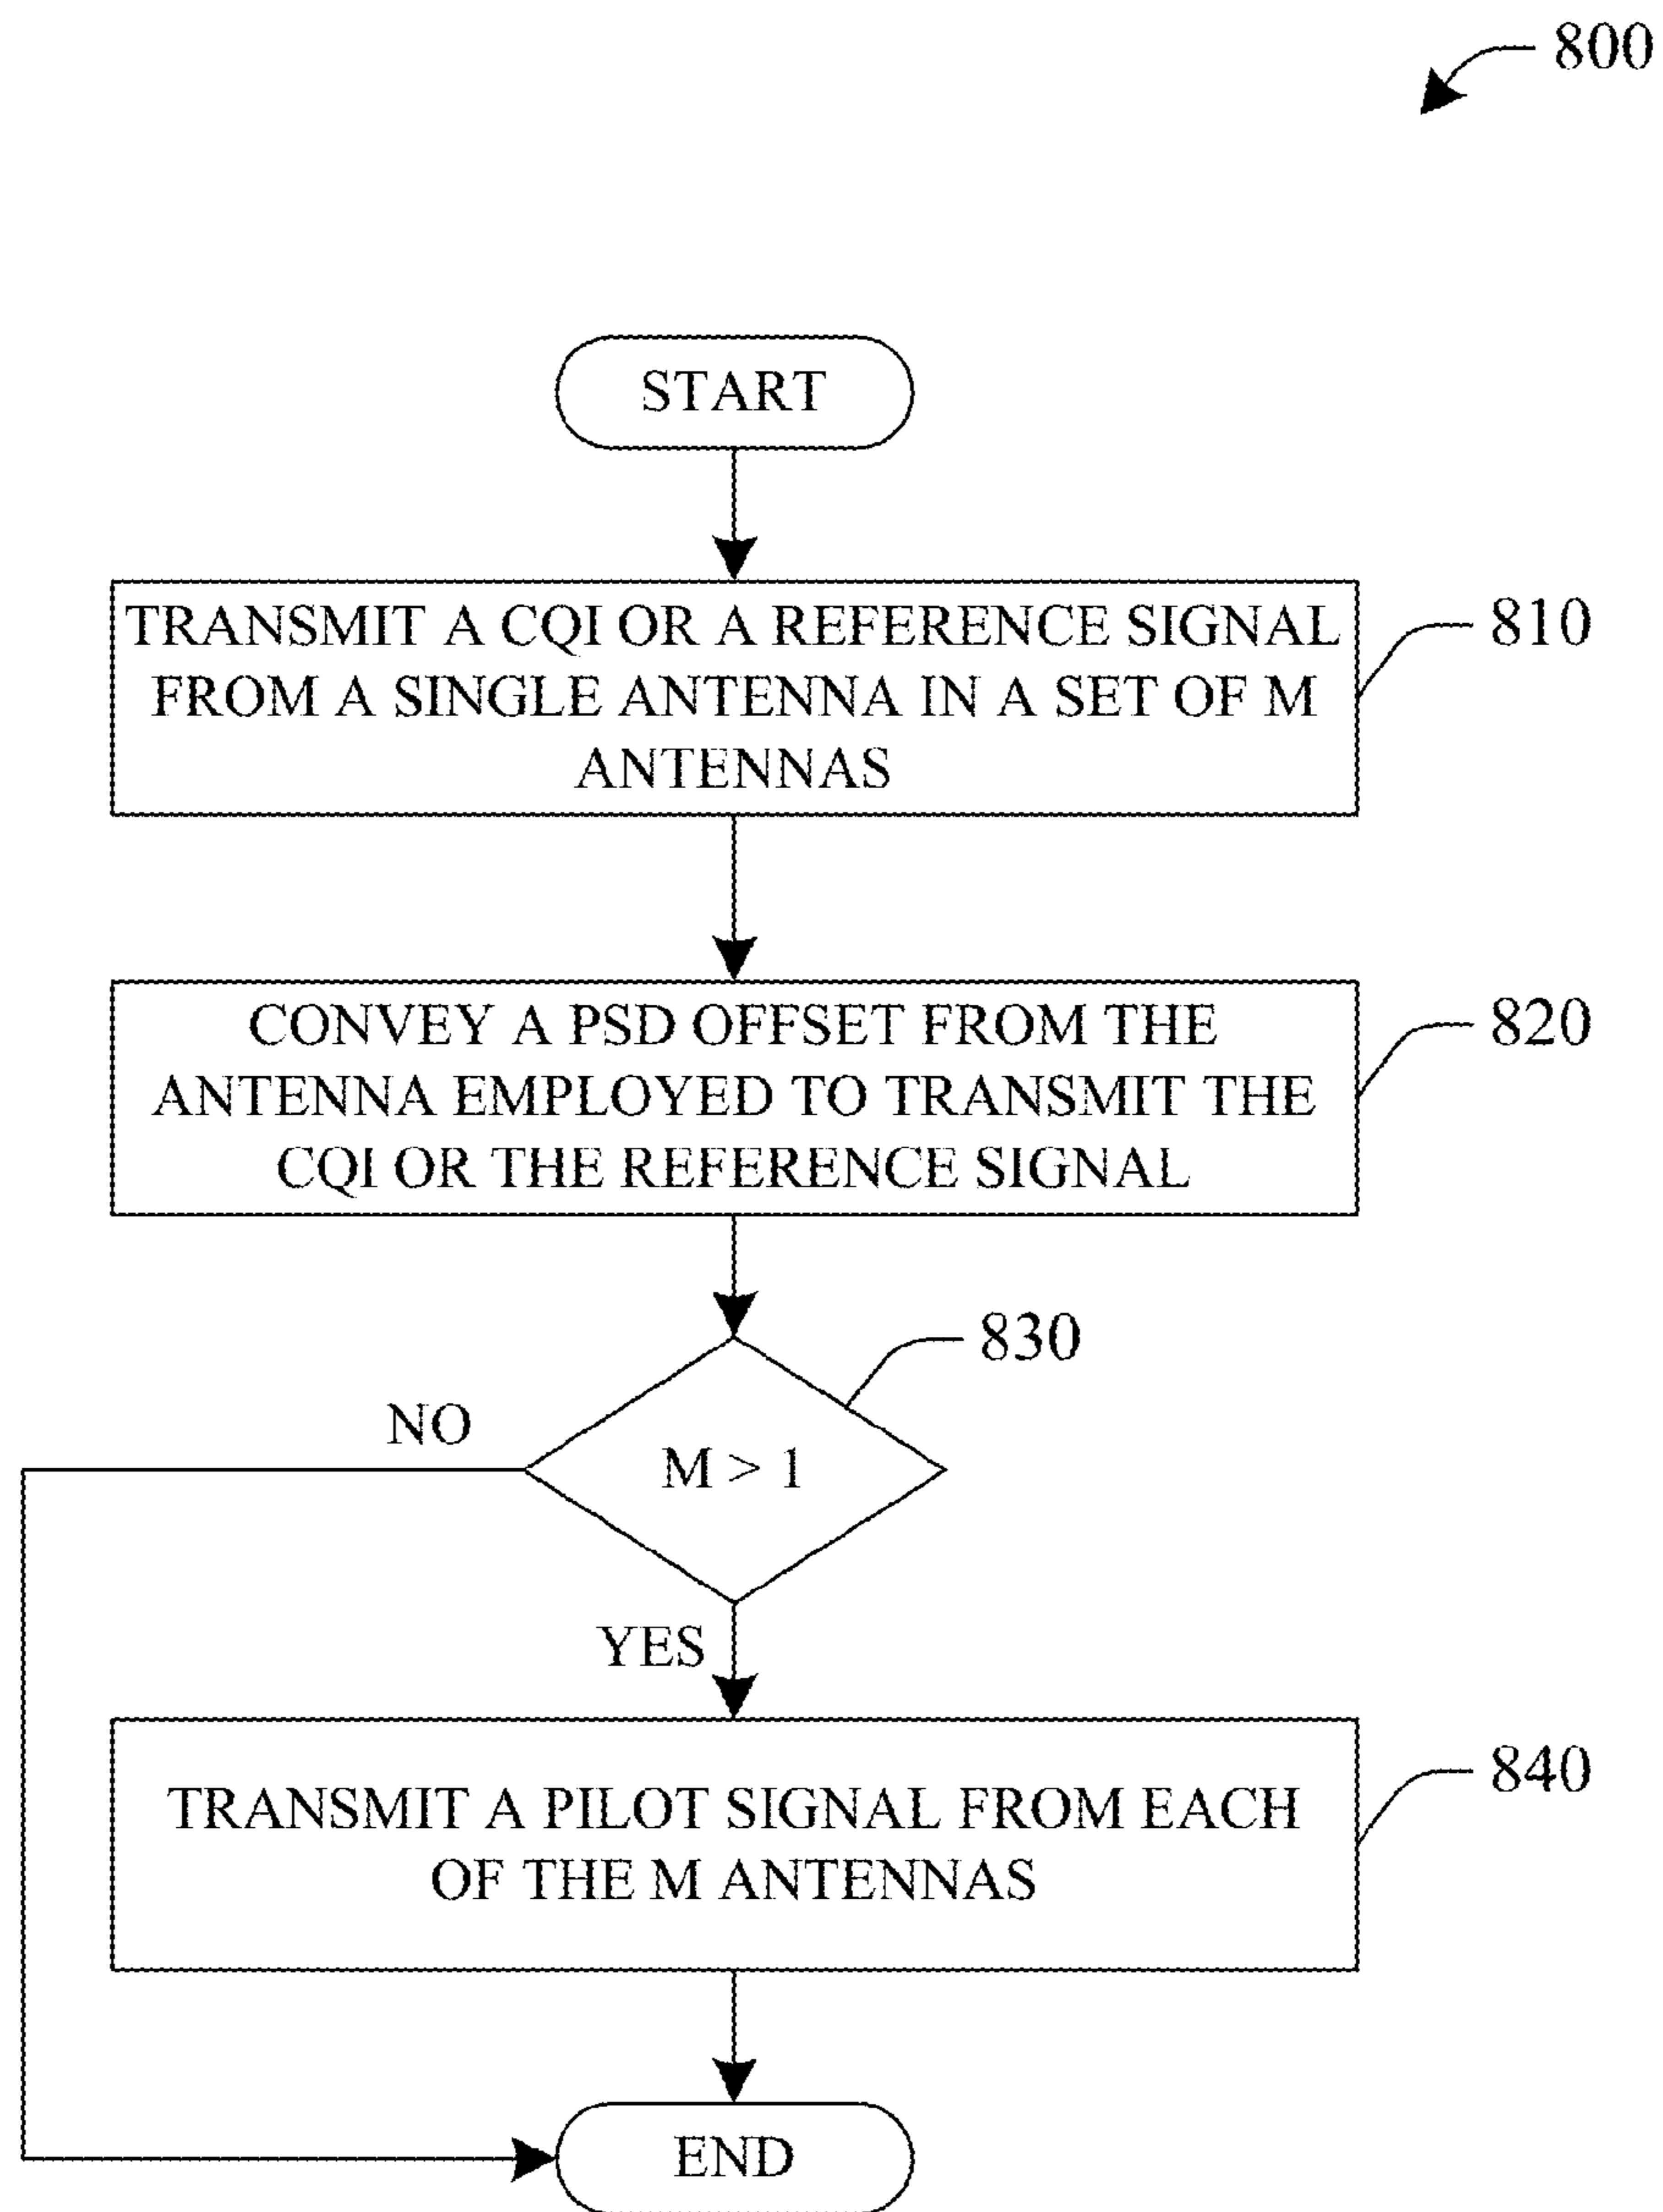 800
START
TRANSMIT A CQI OR A REFERENCE SIGNAL
FROM A SINGLE ANTENNA IN A SET OF M
ANTENNAS
810
CONVEY A PSD OFFSET FROM THE
ANTENNA EMPLOYED TO TRANSMIT THE
CQI OR THE REFERENCE SIGNAL
820
830
NO
M > 1
YES
TRANSMIT A PILOT SIGNAL FROM EACH
OF THE M ANTENNAS
840
END